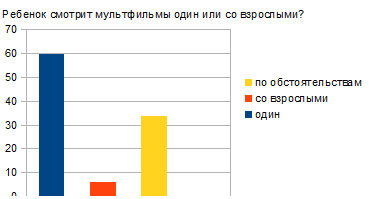 Ребенок смотрит мультфильмы один или со взрослыми?
70
60
50
40
30
20
10
0
по обстоятельствам
со взрослыми
один